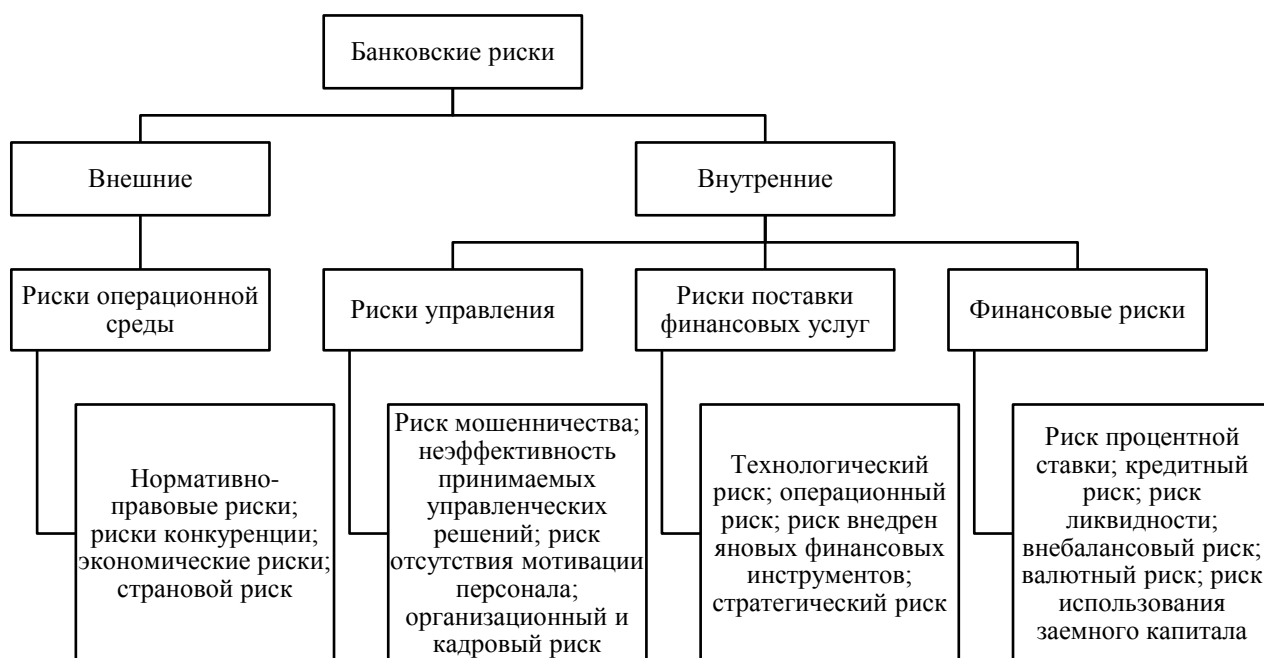 Банковские риски
Внешние
Внутренние
Риски операционной
среды
Риски управления
Риски поставки
финансовых услуг
Финансовые риски
Нормативно-
правовые риски;
риски конкуренции;
экономические риски;
страновой риск
Риск мошенничества;
неэффективность
принимаемых
управленческих
решений; риск
отсутствия мотивации
персонала;
организационный и
кадровый риск
Технологический
риск; операционный
риск; риск внедрен
яновых финансовых
инструментов;
стратегический риск
Риск процентной
ставки; кредитный
риск; риск
ликвидности;
внебалансовый риск;
валютный риск; риск
использования
заемного капитала